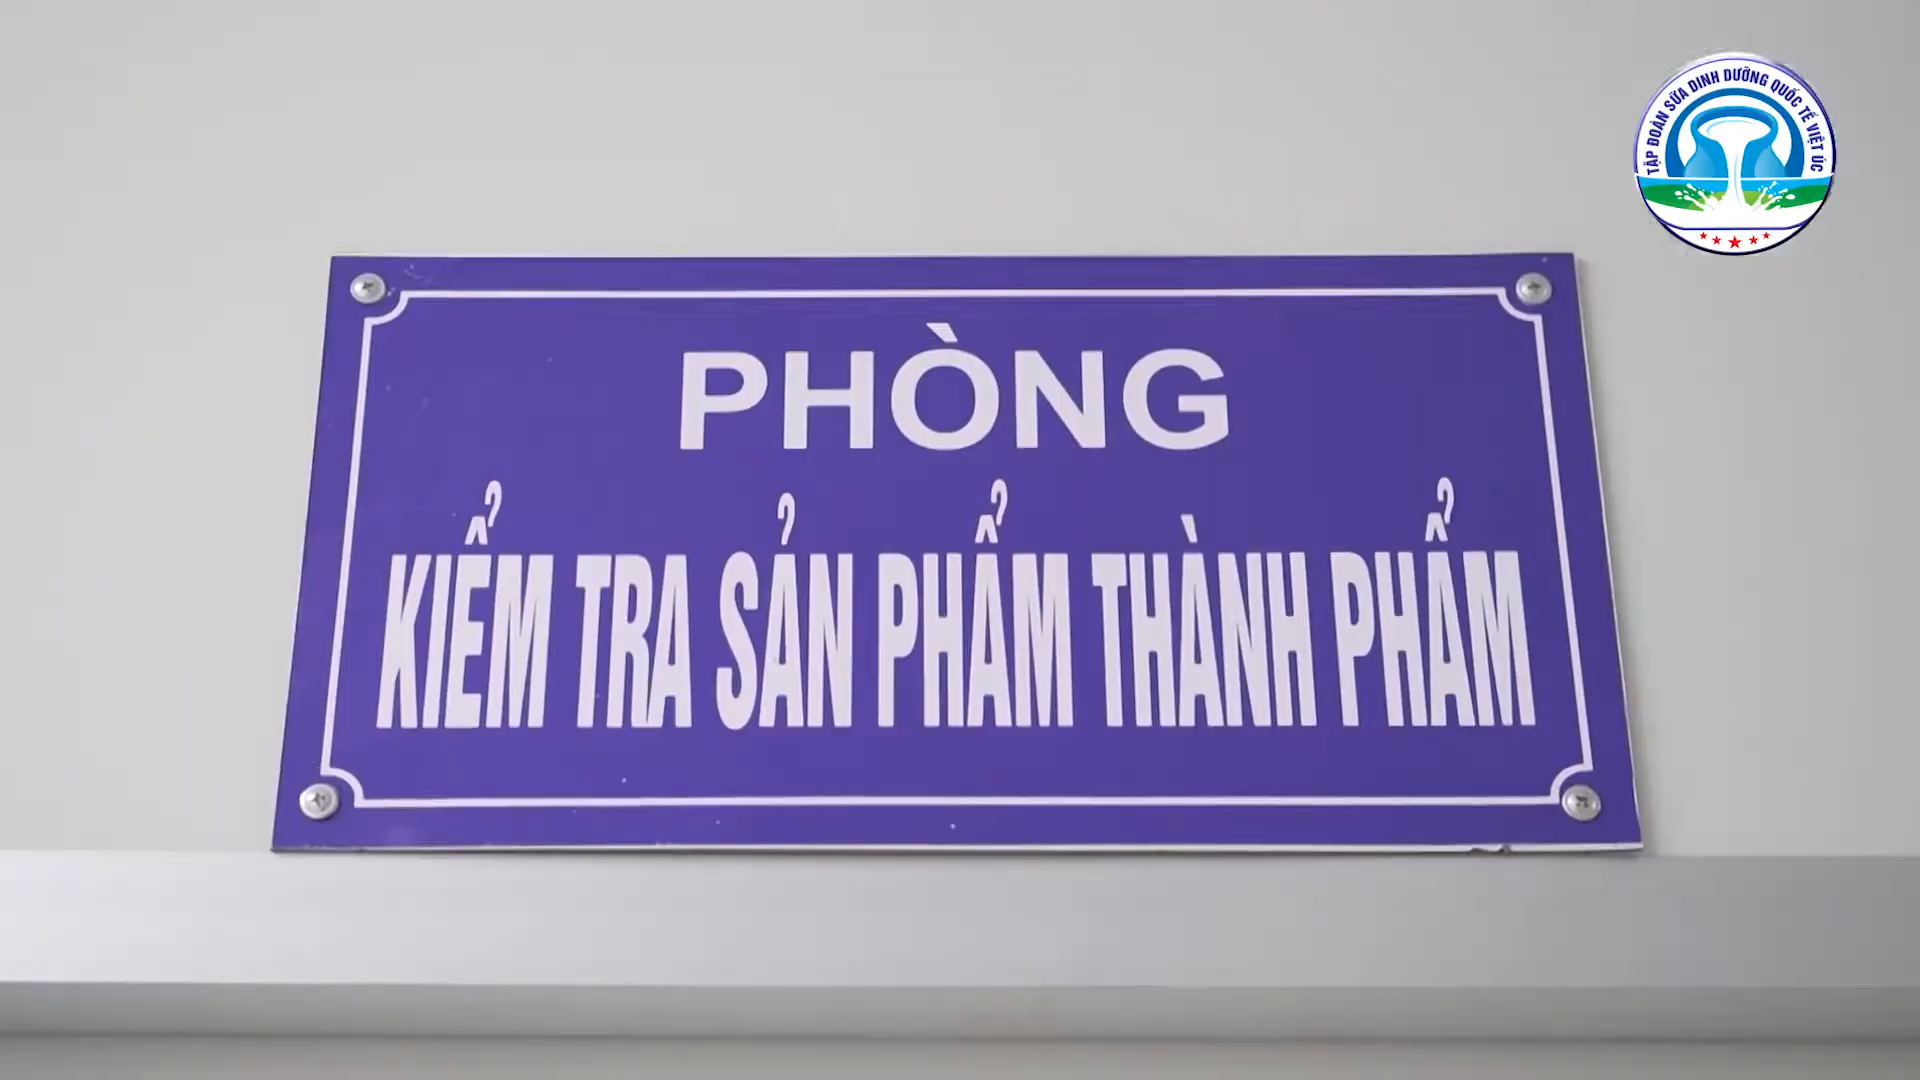 TẬP ĐOÀN SỮA DINH DƯỠNG QUỐC TẾ VIỆT ÚC
PHÒNG
KIỂM TRA SẢN PHẨM THÀNH PHẨM